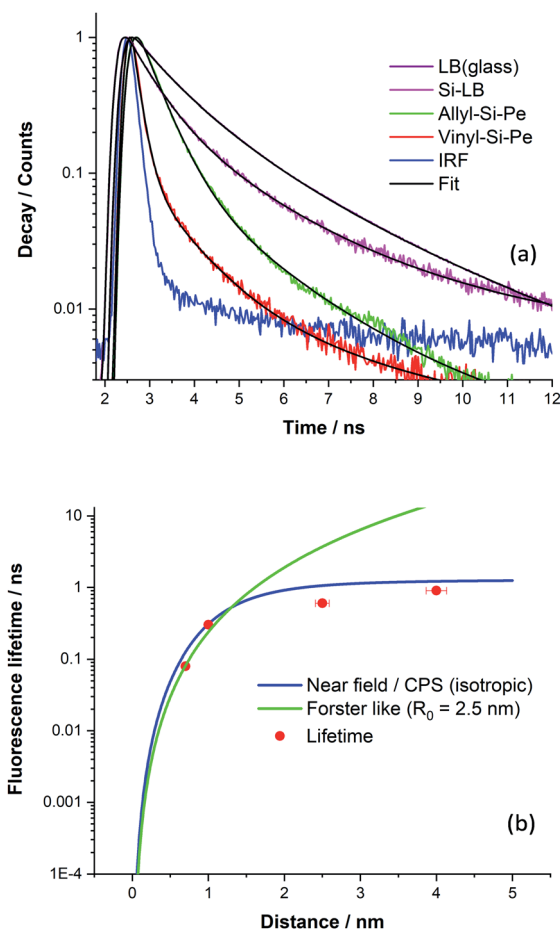 1
0.1
0.01
Decay / Counts
LB(glass)
Si-LB
Allyl-Si-Pe
Vinyl-Si-Pe
IRF
Fit
(a)
2 3 4 5 6 7 8 9 10 11 12
Time / ns
10
1
0.1
0.01
0.001
1E-4
Fluorescence lifetime / ns
Near field / CPS (isotropic)
Forster like (R₀ = 2.5 nm)
Lifetime
(b)
0 1 2 3 4 5
Distance / nm